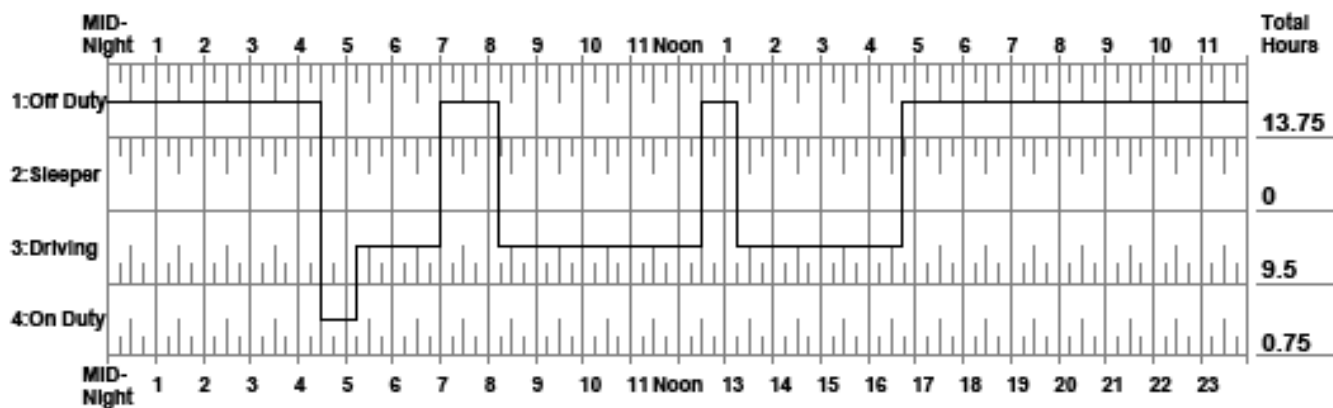 MID-
Night 1 2 3 4 5 6 7 8 9 10 11 Noon 1 2 3 4 5 6 7 8 9 10 11
Total
Hours
1:Off Duty
13.75
2:Sleeper
0
3:Driving
9.5
4:On Duty
0.75
MID-
Night 1 2 3 4 5 6 7 8 9 10 11 Noon 13 14 15 16 17 18 19 20 21 22 23